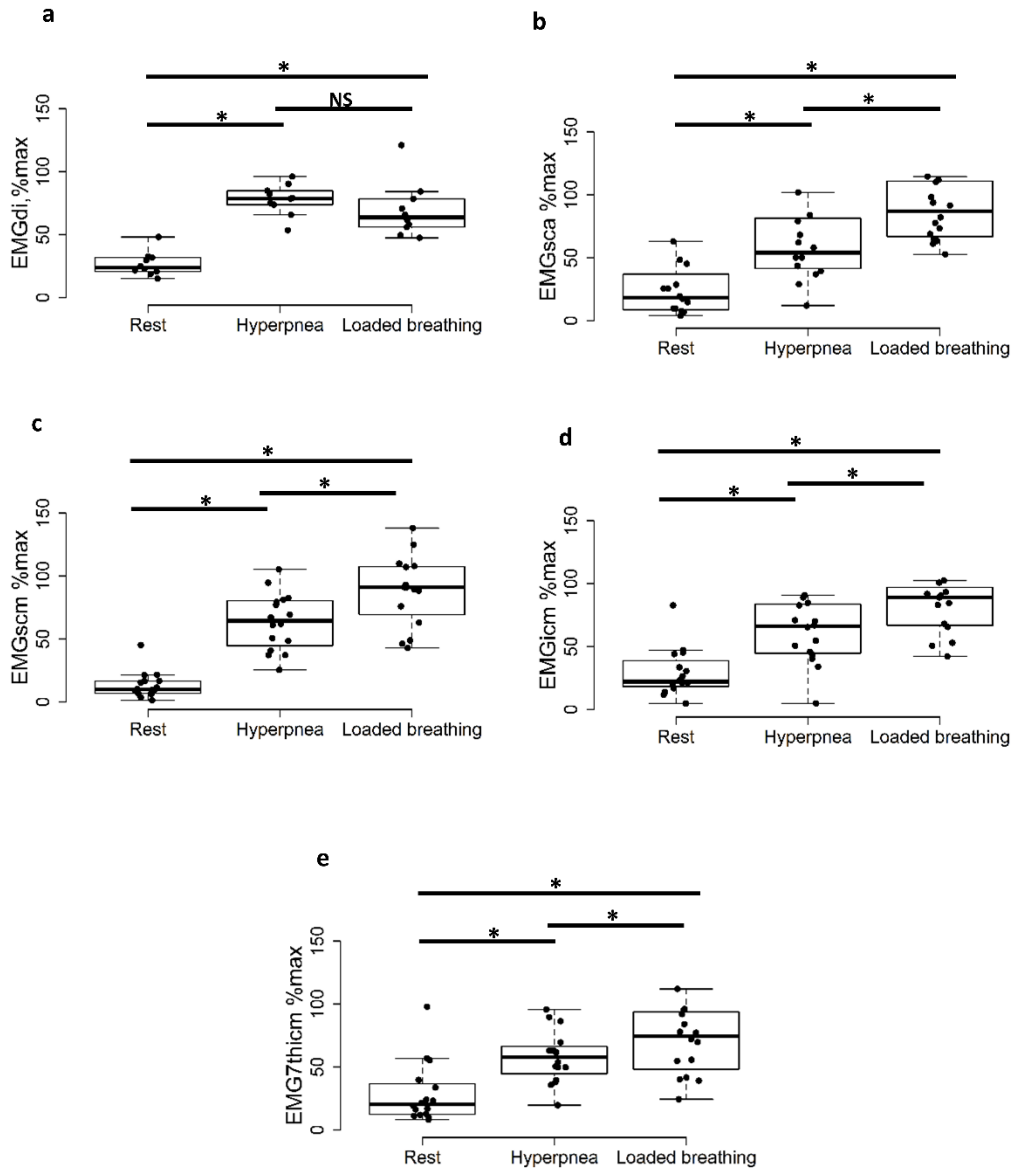 a
*
NS
*
EMGdi,%max
150
100
50
0
Rest Hyperpnea Loaded breathing
b
*
*
*
EMGsca %max
150
100
50
0
Rest Hyperpnea Loaded breathing
c
*
*
*
EMGscm %max
150
100
50
0
Rest Hyperpnea Loaded breathing
d
*
*
*
EMGicm %max
150
100
50
0
Rest Hyperpnea Loaded breathing
e
*
*
*
EMG7thicm %max
150
100
50
0
Rest Hyperpnea Loaded breathing